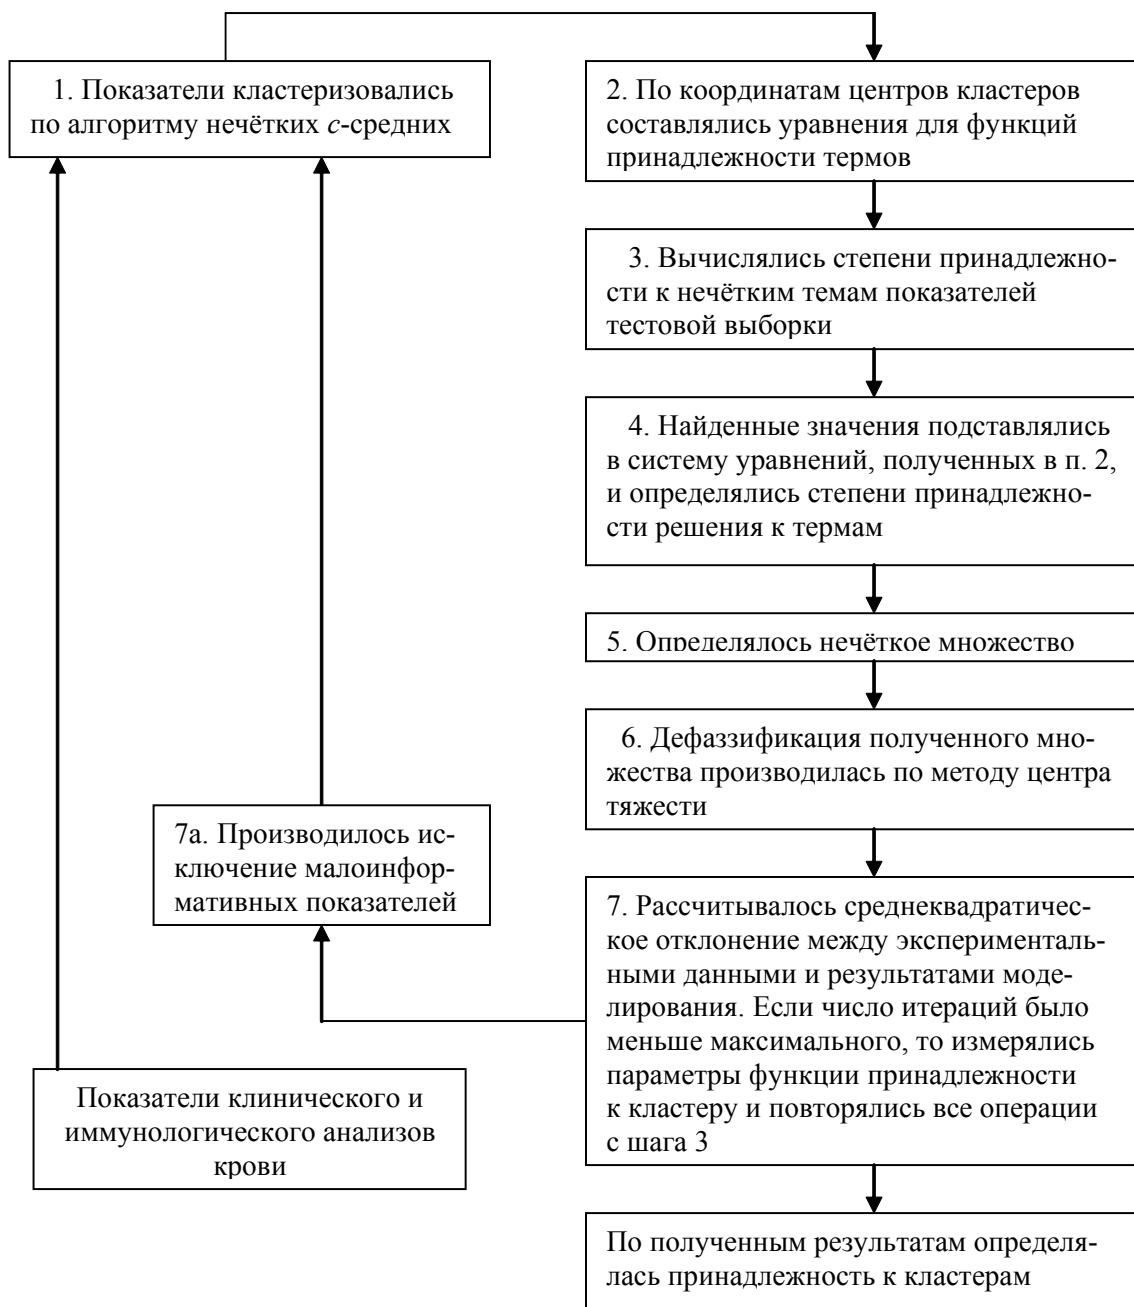 1. Показатели кластеризовались
по алгоритму нечётких c-средних
2. По координатам центров кластеров
составлялись уравнения для функций
принадлежности термов
3. Вычислялись степени принадлежно-
сти к нечётким темам показателей
тестовой выборки
4. Найденные значения подставлялись
в систему уравнений, полученных в п. 2,
и определялись степени принадлежно-
сти решения к термам
5. Определялось нечёткое множество
6. Дефаззификация полученного мно-
жества производилась по методу центра
тяжести
7. Рассчитывалось среднеквадратичес-
кое отклонение между эксперименталь-
ными данными и результатами моде-
лирования. Если число итераций было
меньше максимального, то измерялись
параметры функции принадлежности
к кластеру и повторялись все операции
с шага 3
7а. Производилось ис-
ключение малоинфор-
мативных показателей
Показатели клинического и
иммунологического анализов
крови
По полученным результатам определя-
лась принадлежность к кластерам